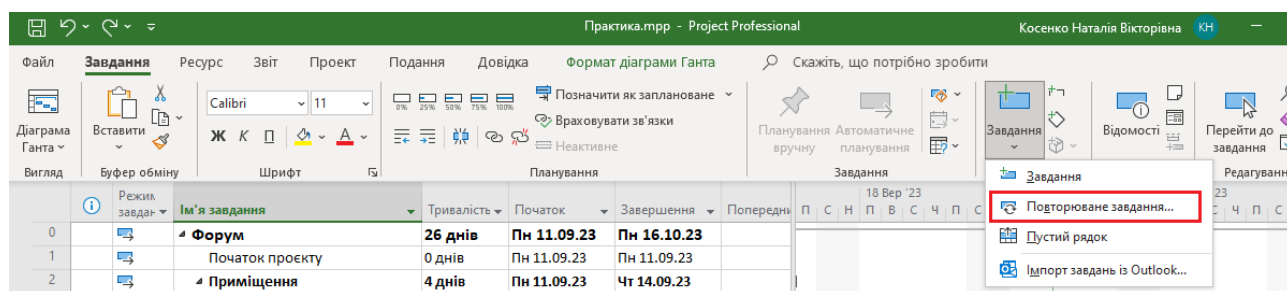 Практика.mpp - Project Professional
Косенко Наталія Вікторівна КН
Файл Завдання Ресурс Звіт Проект Подання Довідка Формат діаграми Ганта Скажіть, що потрібно зробити
Діаграма Ганта
Вставити
Calibri 11
Ж К П А
0% 25% 50% 75% 100%
Позначити як заплановане
Враховувати зв'язки
Неактивне
Планування вручну
Автоматичне планування
Завдання
Відомості
Перейти до завдання
Вигляд Буфер обміну Шрифт Планування Завдання Редагуванн
Завдання
Повторюване завдання...
Пустий рядок
Імпорт завдань із Outlook...
Режим завдан Ім'я завдання Тривалість Початок Завершення Попередни
18 Вер '23 23
П С Н П В С Ч П С Ч П С
0 Форум 26 днів Пн 11.09.23 Пн 16.10.23
1 Початок проєкту 0 днів Пн 11.09.23 Пн 11.09.23
2 Приміщення 4 днів Пн 11.09.23 Чт 14.09.23